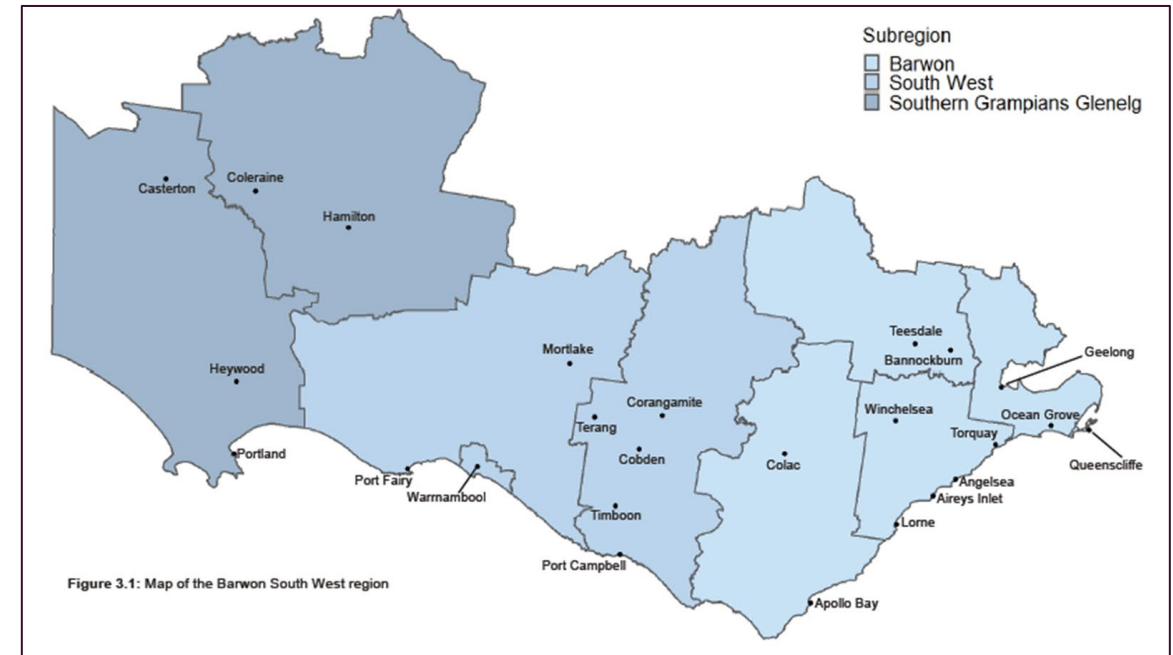 Subregion
Barwon
South West
Southern Grampians Glenelg
Casterton
Coleraine
Hamilton
Heywood
Portland
Mortlake
Port Fairy
Warrnambool
Terang
Corangamite
Cobden
Timboon
Port Campbell
Teesdale
Bannockburn
Geelong
Winchelsea
Ocean Grove
Torquay
Queenscliffe
Colac
Angelsea
Aireys Inlet
Lorne
Apollo Bay
Figure 3.1: Map of the Barwon South West region